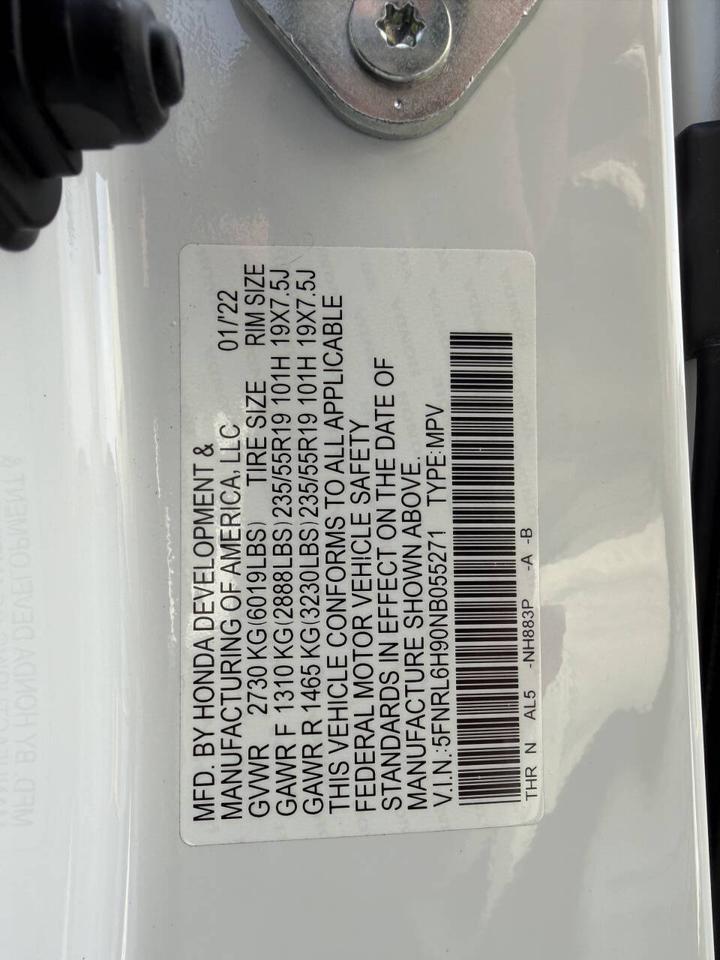 MFD. BY HONDA DEVELOPMENT &
MANUFACTURING OF AMERICA, LLC 01/'22
GVWR 2730 KG(6019LBS) TIRE SIZE RIM SIZE
GAWR F 1310 KG(2888LBS)235/55R19 101H 19X7.5J
GAWR R 1465 KG(3230LBS)235/55R19 101H 19X7.5J
THIS VEHICLE CONFORMS TO ALL APPLICABLE
FEDERAL MOTOR VEHICLE SAFETY
STANDARDS IN EFFECT ON THE DATE OF
MANUFACTURE SHOWN ABOVE.
V.I.N.:5FNRL6H90NB055271 TYPE:MPV
THR N AL5 -NH883P -A -B